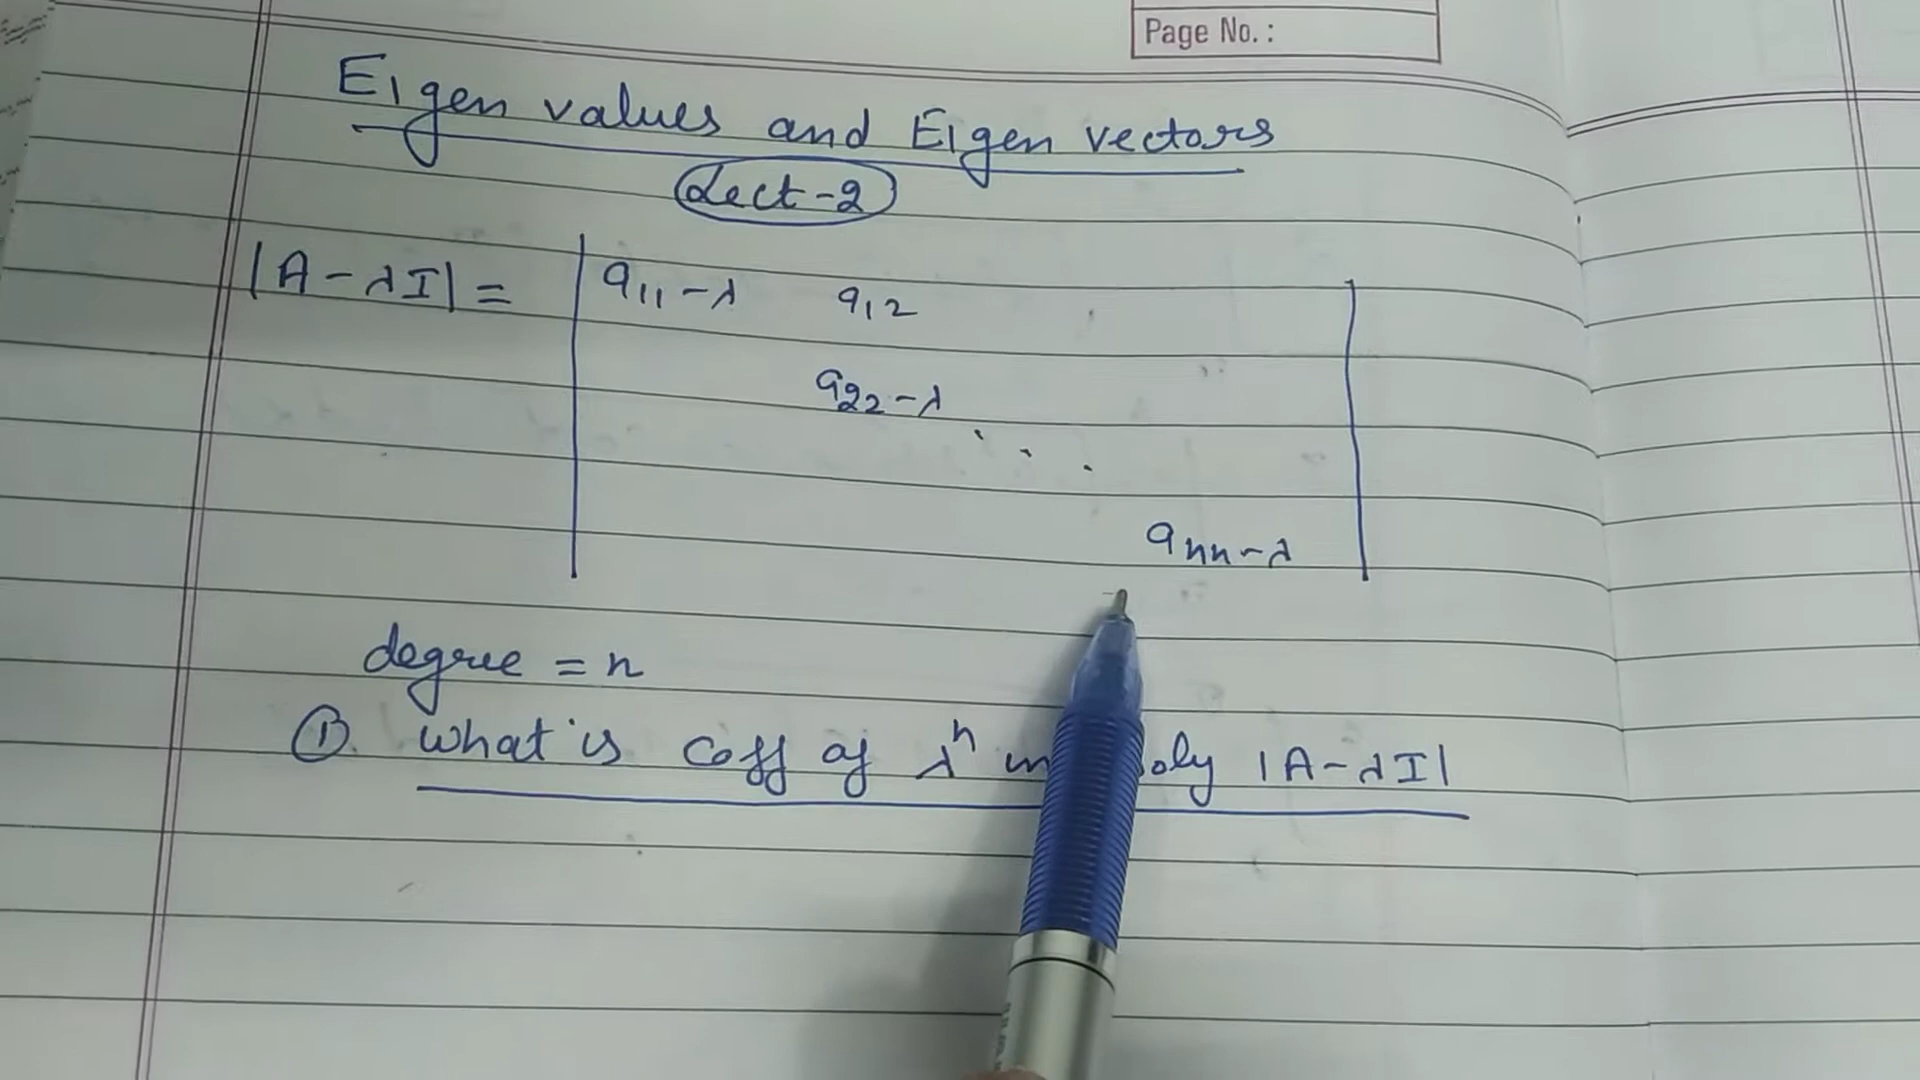 Page No.:
Eigen values and Eigen vectors
Lect-2
|A-λI| = | a11-λ a12 |
a22-λ
. . .
ann-λ
degree = n
① What is Coff of λ^n in oly |A-λI|